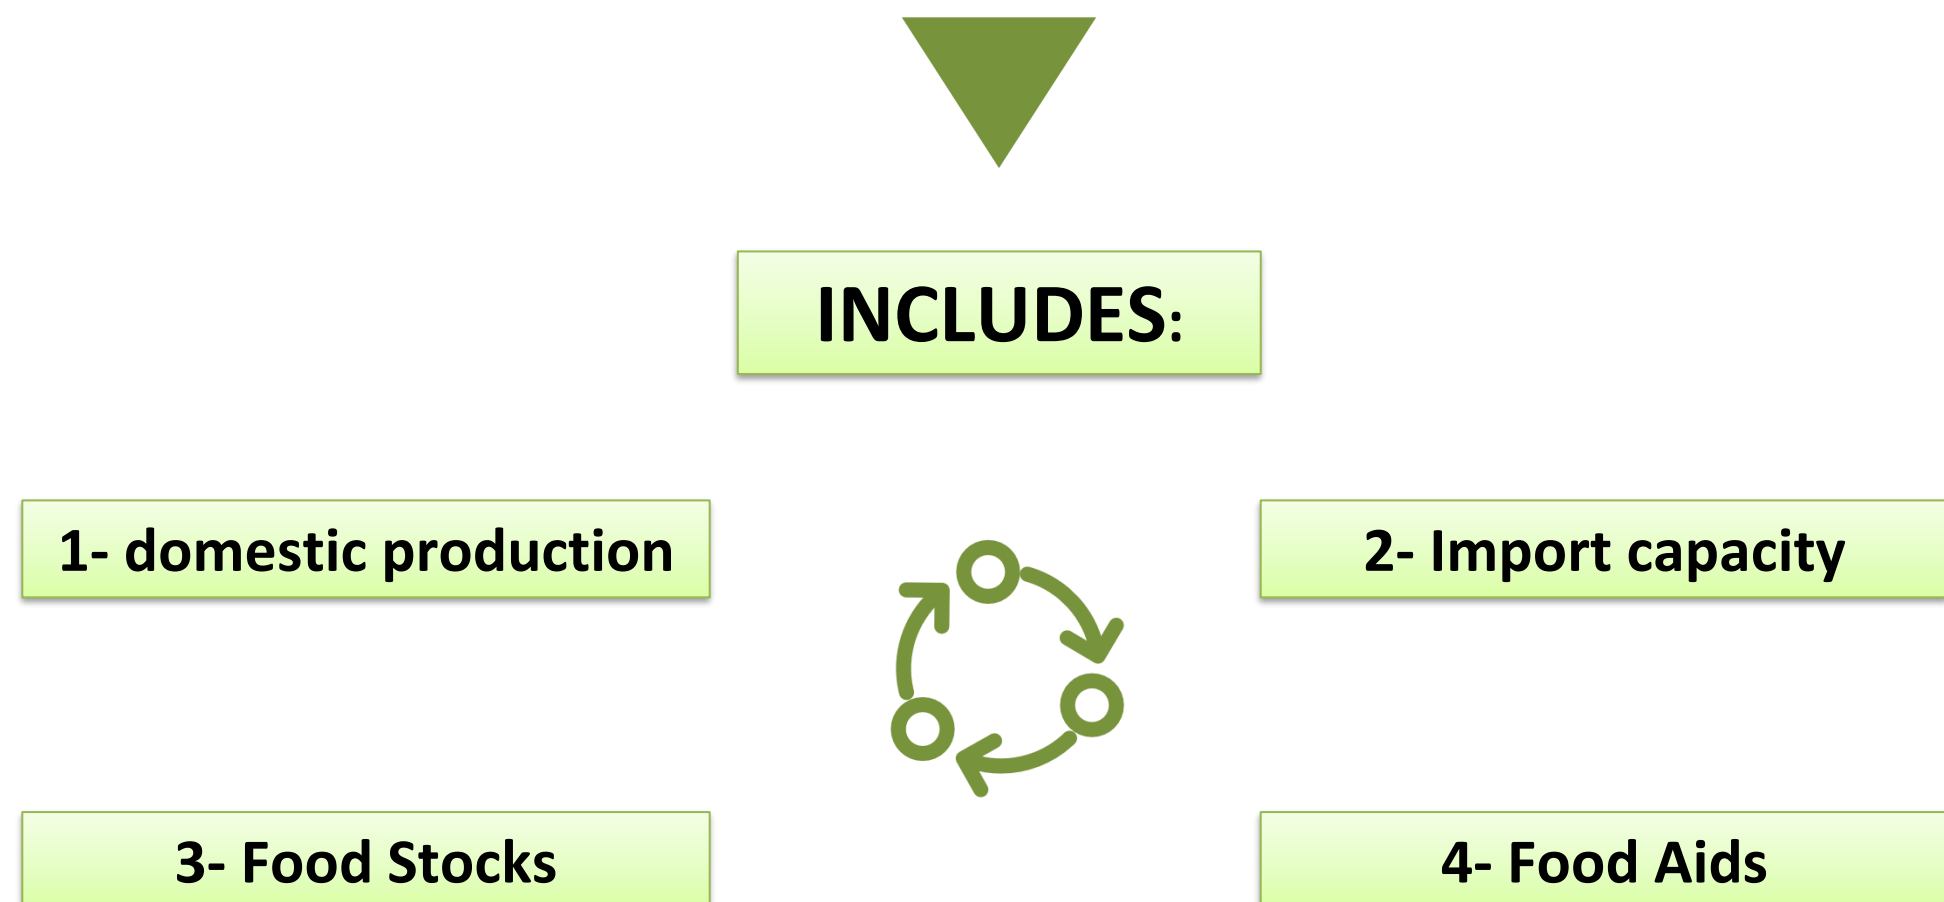 INCLUDES:
1- domestic production
2- Import capacity
3- Food Stocks
4- Food Aids